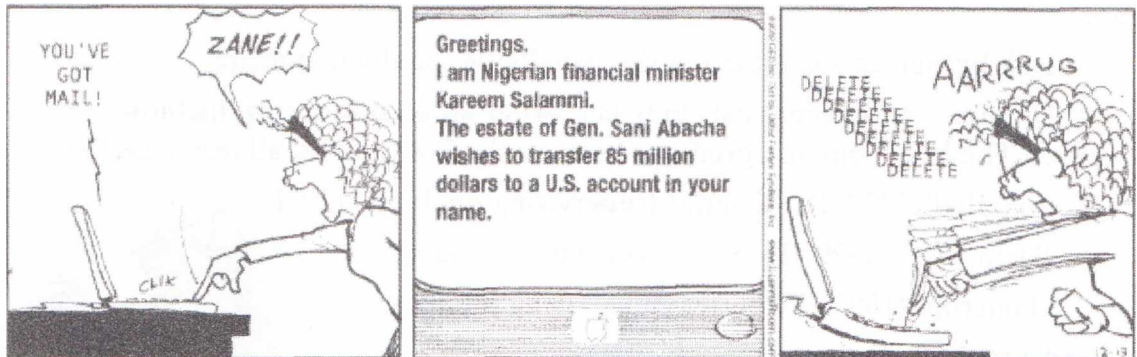 YOU'VE
GOT
MAIL!
ZANE!!
CLIK
Greetings.
I am Nigerian financial minister
Kareem Salammi.
The estate of Gen. Sani Abacha
wishes to transfer 85 million
dollars to a U.S. account in your
name.
AARRRUG
DELETE
DELETE
DELETE
DELETE
DELETE
DELETE
DELETE
DELETE
12-13